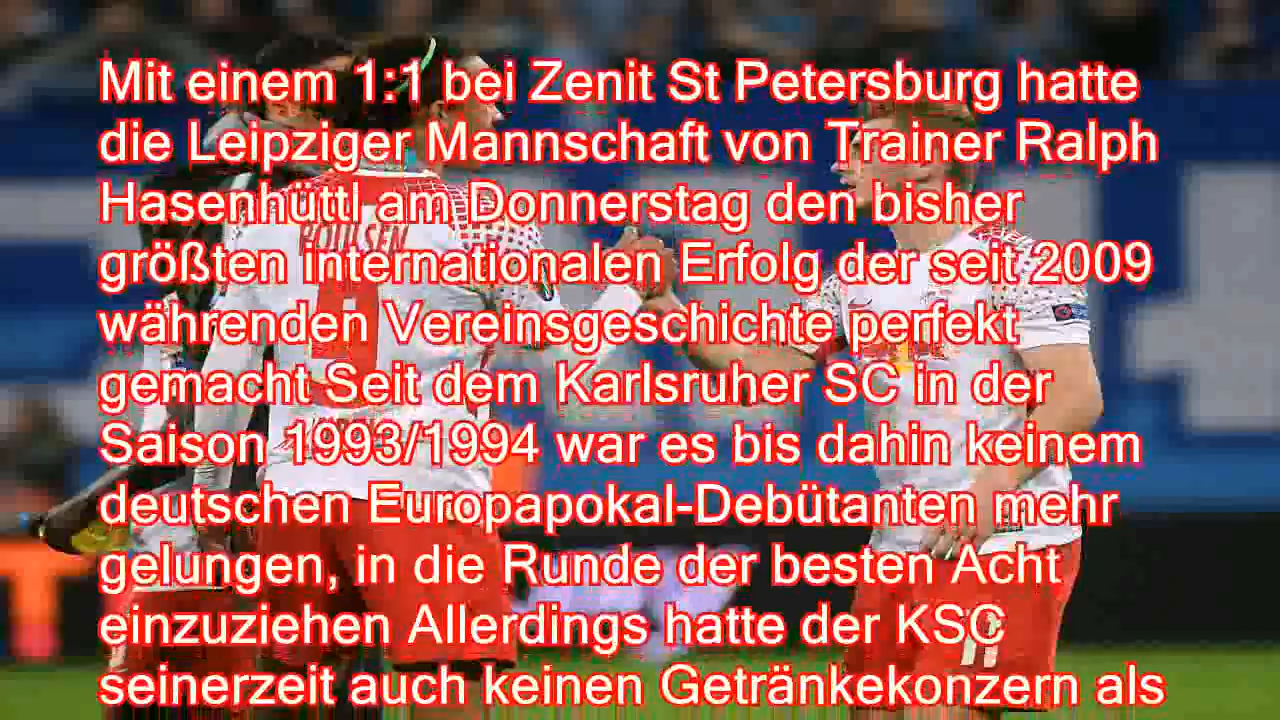 Mit einem 1:1 bei Zenit St Petersburg hatte
die Leipziger Mannschaft von Trainer Ralph
Hasenhüttl am Donnerstag den bisher
größten internationalen Erfolg der seit 2009
währenden Vereinsgeschichte perfekt
gemacht Seit dem Karlsruher SC in der
Saison 1993/1994 war es bis dahin keinem
deutschen Europapokal-Debütanten mehr
gelungen, in die Runde der besten Acht
einzuziehen Allerdings hatte der KSC
seinerzeit auch keinen Getränkekonzern als
POULSEN
9
11